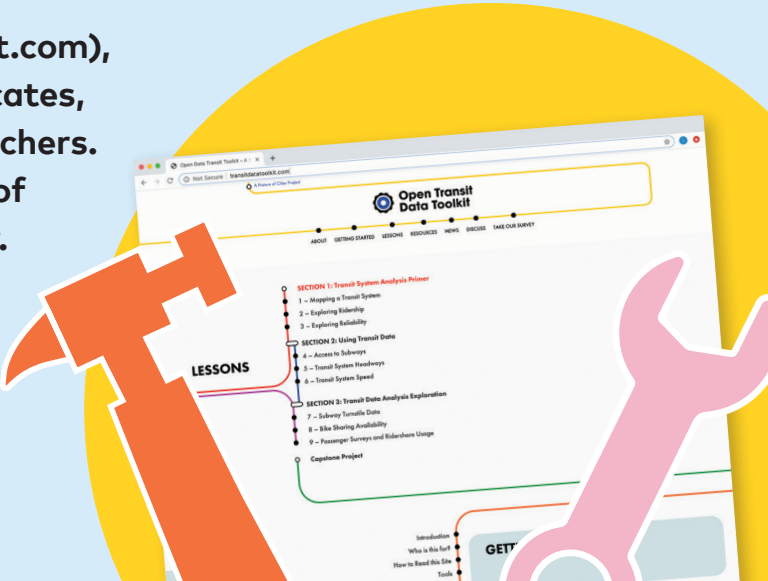 t.com),
cates,
chers.
of
Open Data Transit Toolkit – A
Not Secure | transitdatatoolkit.com
A Nature of Cities Project
Open Transit
Data Toolkit
ABOUT GETTING STARTED LESSONS RESOURCES NEWS DISCUSS TAKE OUR SURVEY
LESSONS
SECTION 1: Transit System Analysis Primer
1 – Mapping a Transit System
2 – Exploring Ridership
3 – Exploring Reliability
SECTION 2: Using Transit Data
4 – Access to Subways
5 – Transit System Headways
6 – Transit System Speed
SECTION 3: Transit Data Analysis Exploration
7 – Subway Turnstile Data
8 – Bike Sharing Availability
9 – Passenger Surveys and Rideshare Usage
Capstone Project
Introduction
Who is this for?
How to Read this Site
Tools
GETT